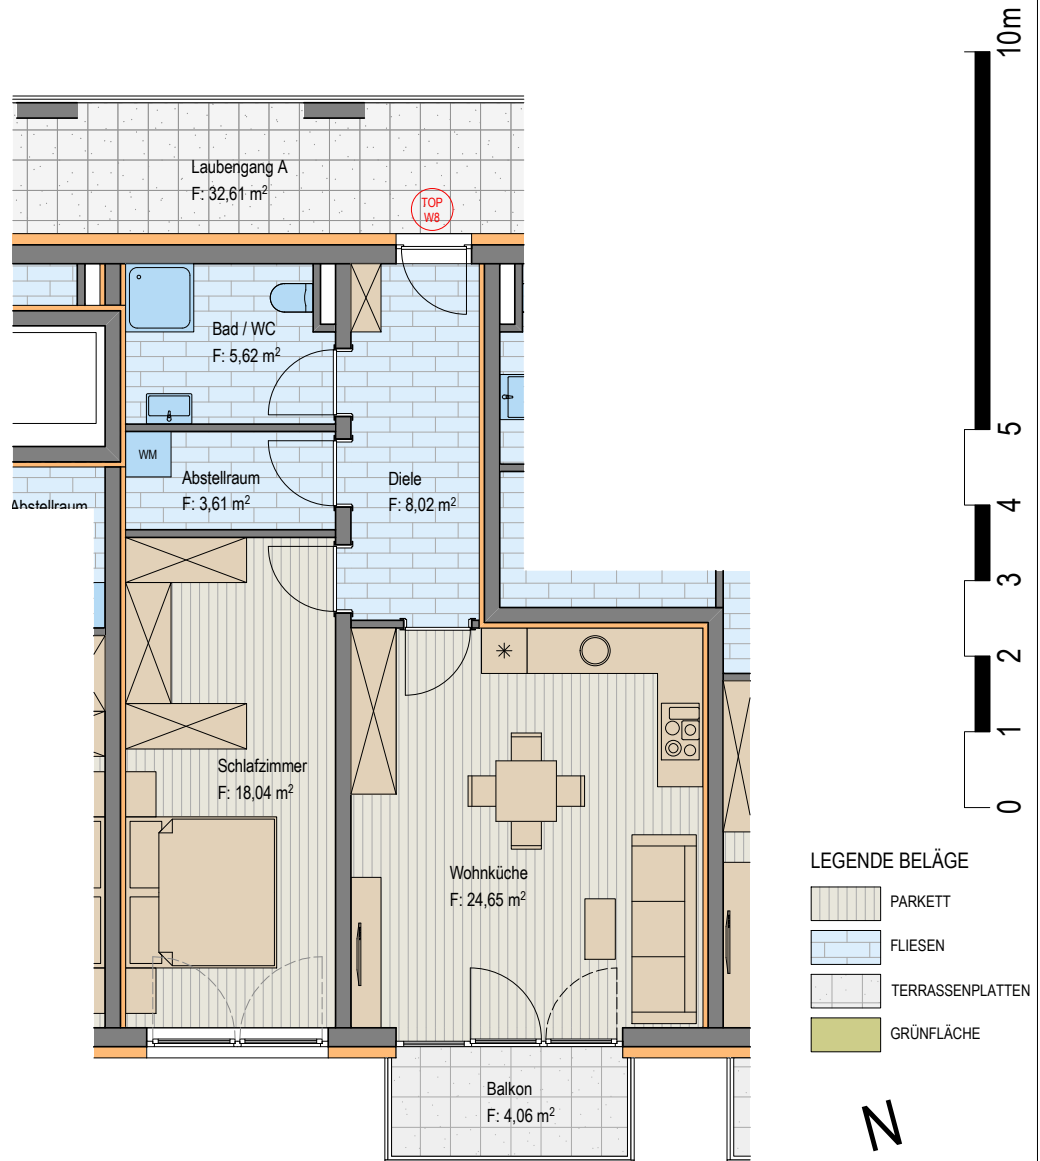 Laubengang A
F: 32,61 m²
TOP
W8
Bad / WC
F: 5,62 m²
WM
Abstellraum
F: 3,61 m²
Diele
F: 8,02 m²
Abstellraum
Schlafzimmer
F: 18,04 m²
Wohnküche
F: 24,65 m²
Balkon
F: 4,06 m²
10m
5
4
3
2
1
0
LEGENDE BELÄGE
PARKETT
FLIESEN
TERRASSENPLATTEN
GRÜNFLÄCHE
N